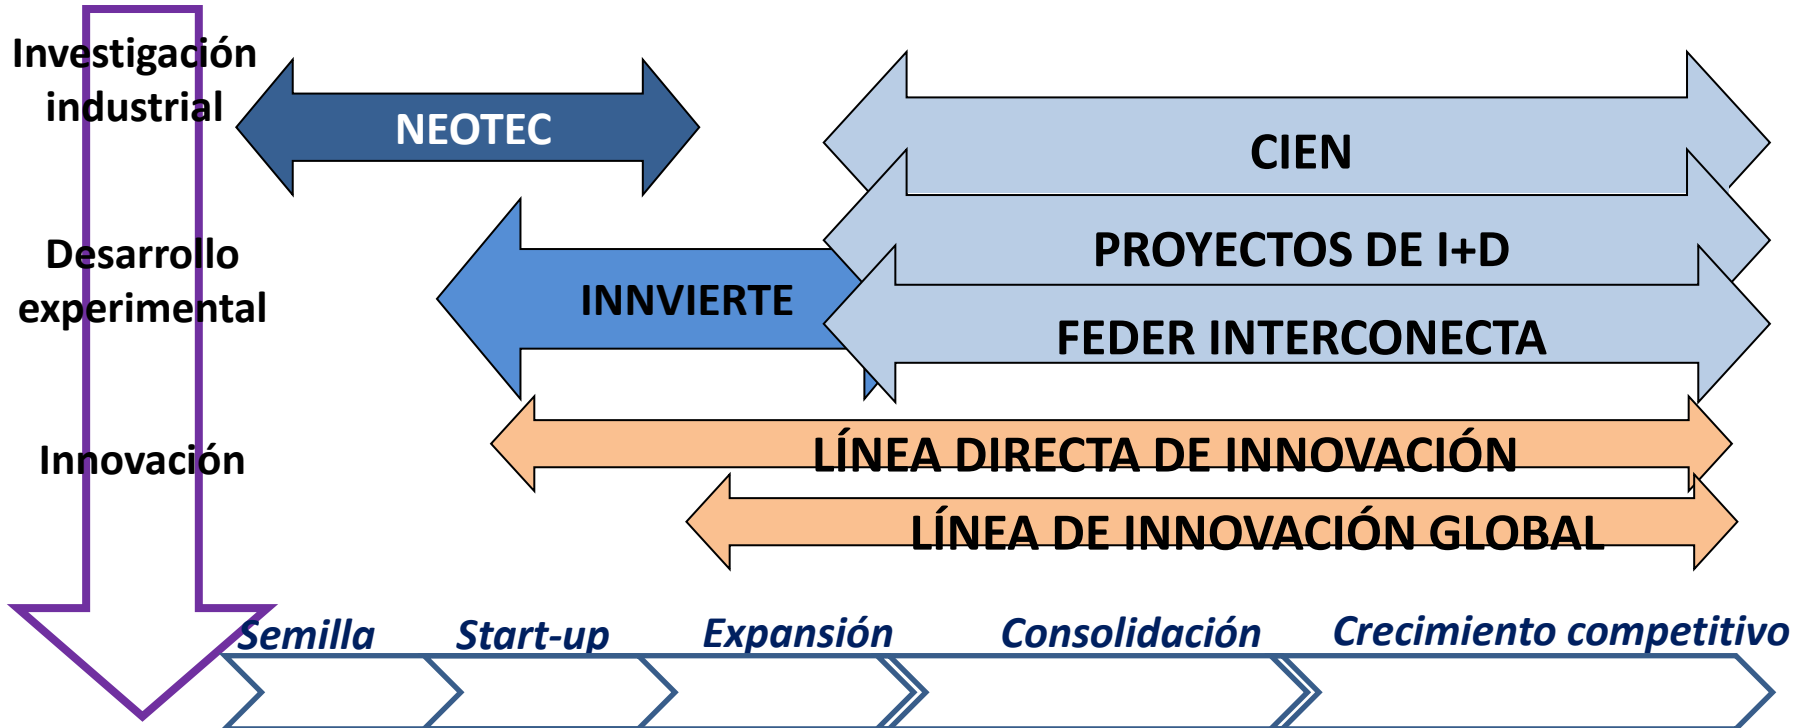 Investigación
industrial
NEOTEC
CIEN
Desarrollo
experimental
PROYECTOS DE I+D
INNVIERTE
FEDER INTERCONECTA
Innovación
LÍNEA DIRECTA DE INNOVACIÓN
LÍNEA DE INNOVACIÓN GLOBAL
Semilla
Start-up
Expansión
Consolidación
Crecimiento competitivo